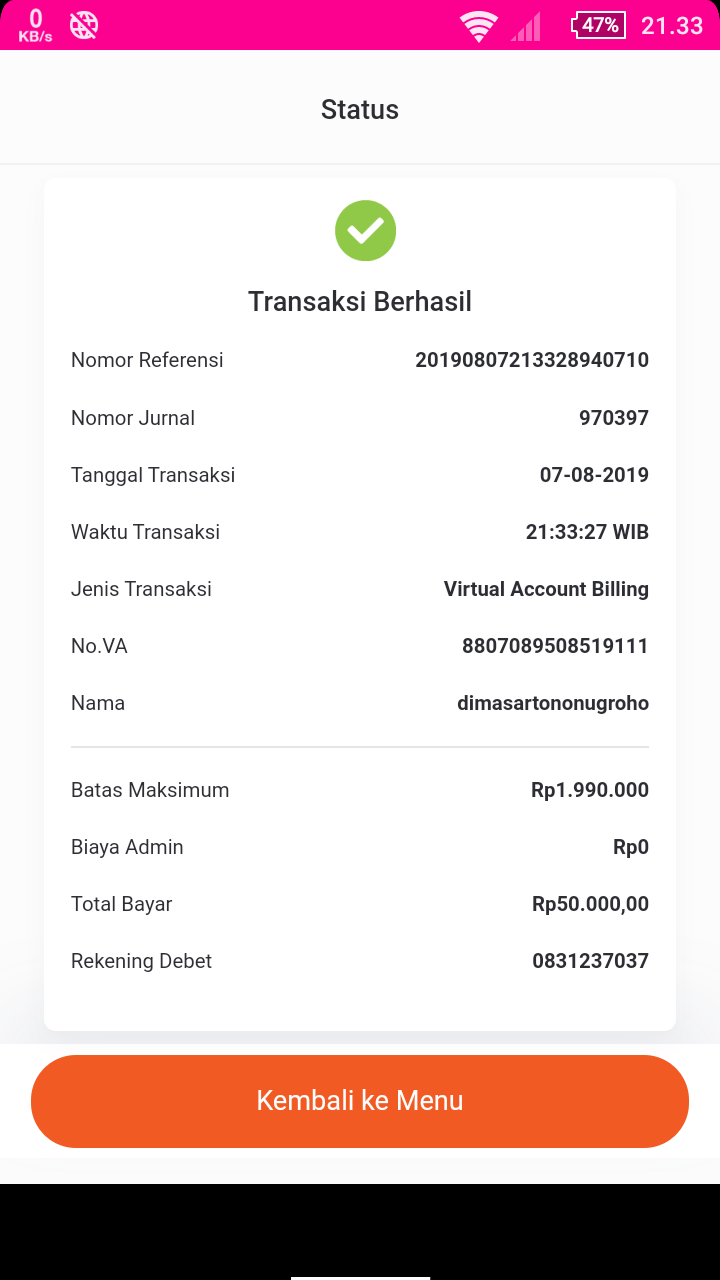 0
KB/s
47%
21.33
Status
Transaksi Berhasil
Nomor Referensi 20190807213328940710
Nomor Jurnal 970397
Tanggal Transaksi 07-08-2019
Waktu Transaksi 21:33:27 WIB
Jenis Transaksi Virtual Account Billing
No.VA 8807089508519111
Nama dimasartononugroho
Batas Maksimum Rp1.990.000
Biaya Admin Rp0
Total Bayar Rp50.000,00
Rekening Debet 0831237037
Kembali ke Menu